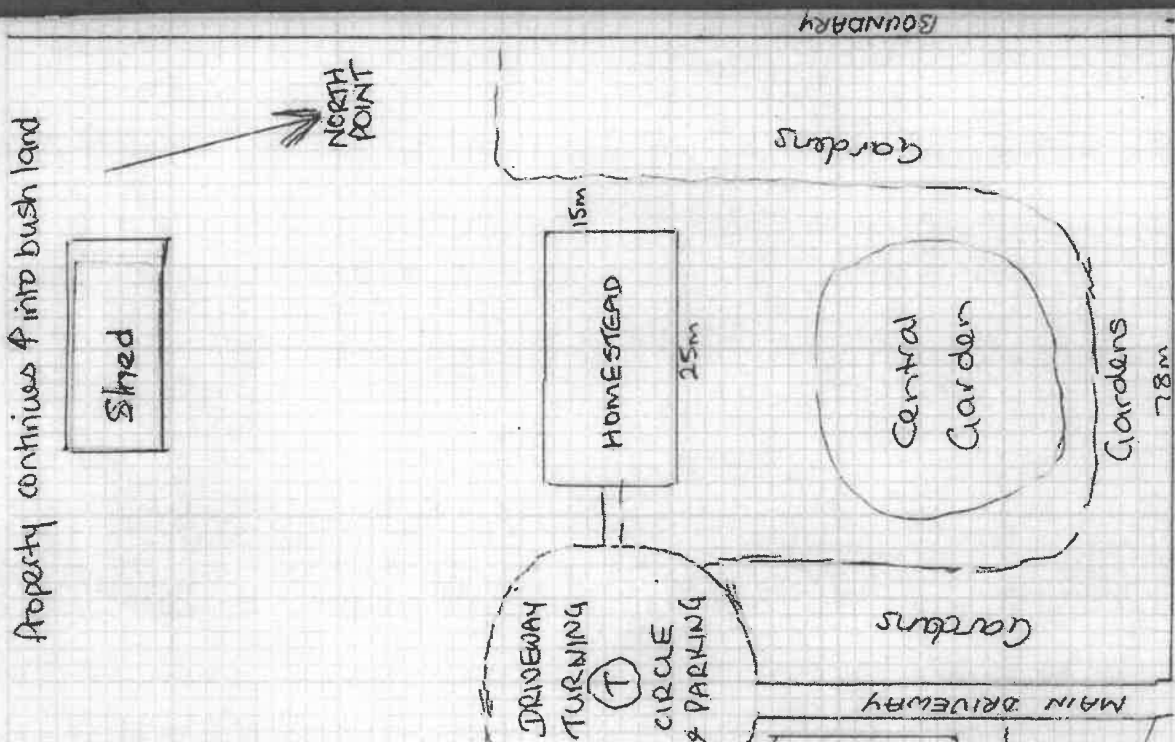 BOUNDARY
Property continues ↑ into bush land
NORTH
POINT
Gardens
Shed
15m
HOMESTEAD
25m
Central
Garden
Gardens
78m
DRIVEWAY
TURNING
T
CIRCLE
& PARKING
Gardens
MAIN DRIVEWAY